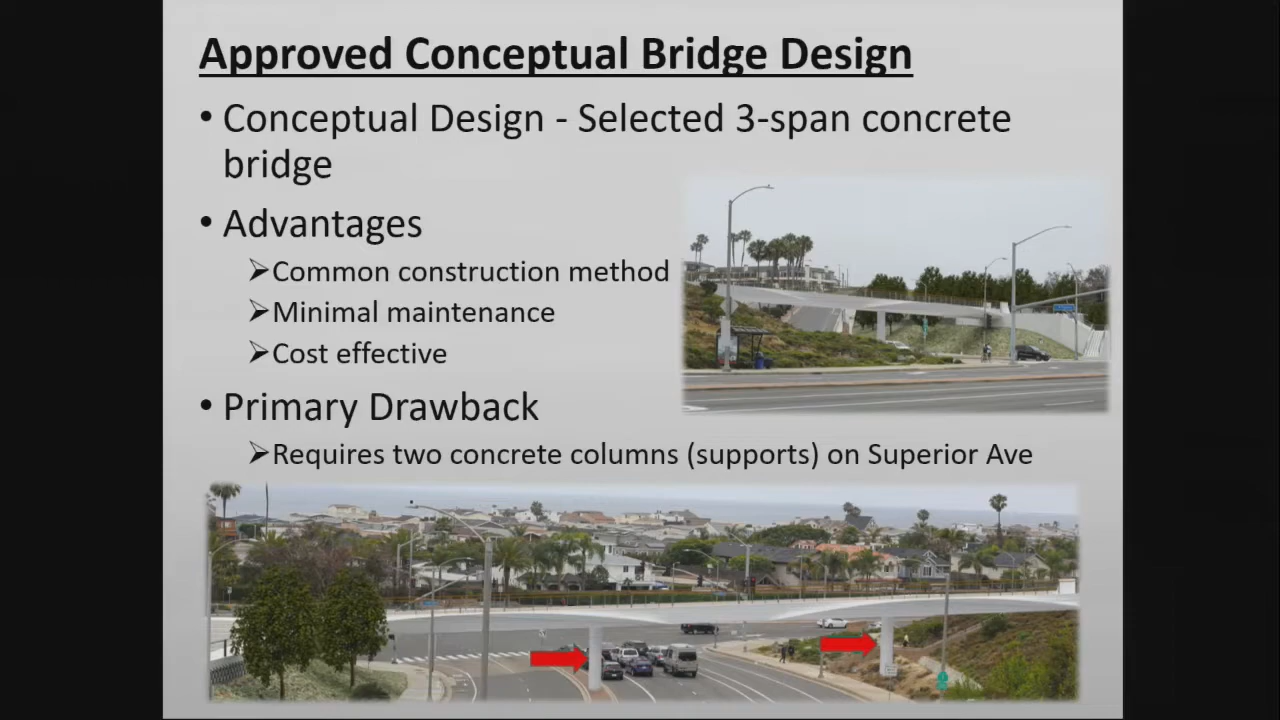 Approved Conceptual Bridge Design
• Conceptual Design - Selected 3-span concrete
bridge
• Advantages
➢Common construction method
➢Minimal maintenance
➢Cost effective
• Primary Drawback
➢Requires two concrete columns (supports) on Superior Ave